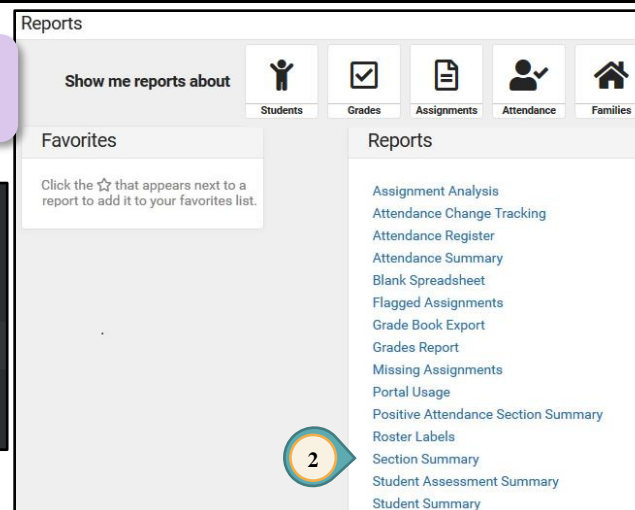 Reports
Show me reports about
Students
Grades
Assignments
Attendance
Families
Favorites
Click the ☆ that appears next to a
report to add it to your favorites list.
Reports
Assignment Analysis
Attendance Change Tracking
Attendance Register
Attendance Summary
Blank Spreadsheet
Flagged Assignments
Grade Book Export
Grades Report
Missing Assignments
Portal Usage
Positive Attendance Section Summary
Roster Labels
2
Section Summary
Student Assessment Summary
Student Summary